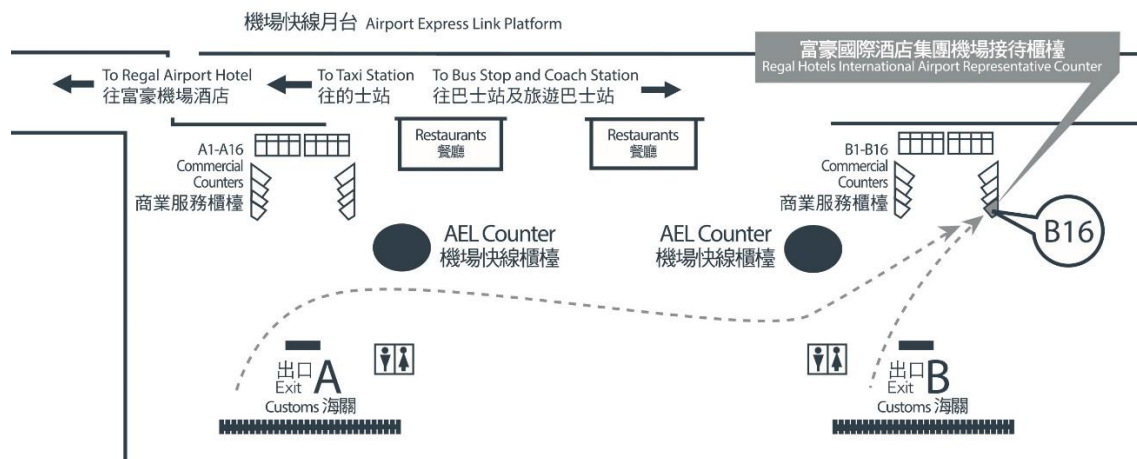 機場快線月台 Airport Express Link Platform
富豪國際酒店集團機場接待櫃檯
Regal Hotels International Airport Representative Counter
To Regal Airport Hotel
往富豪機場酒店
To Taxi Station
往的士站
To Bus Stop and Coach Station
往巴士站及旅遊巴士站
A1-A16
Commercial
Counters
商業服務櫃檯
Restaurants
餐廳
Restaurants
餐廳
B1-B16
Commercial
Counters
商業服務櫃檯
B16
AEL Counter
機場快線櫃檯
AEL Counter
機場快線櫃檯
出口
Exit
A
Customs 海關
出口
Exit
B
Customs 海關